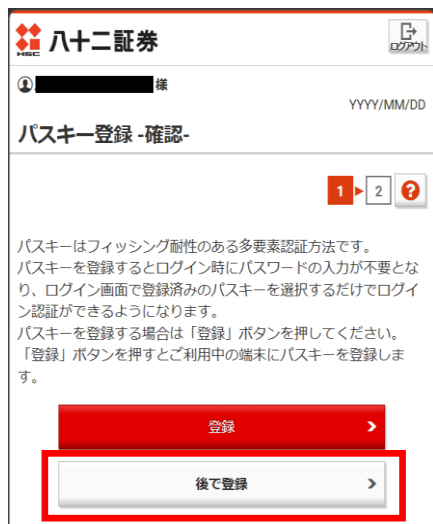 HSC 八十二証券
ログアウト
様
YYYY/MM/DD
パスキー登録 -確認-
1 2 ?
パスキーはフィッシング耐性のある多要素認証方法です。
パスキーを登録するとログイン時にパスワードの入力が不要とな
り、ログイン画面で登録済みのパスキーを選択するだけでログイ
ン認証ができるようになります。
パスキーを登録する場合は「登録」ボタンを押してください。
「登録」ボタンを押すとご利用中の端末にパスキーを登録しま
す。
登録
後で登録